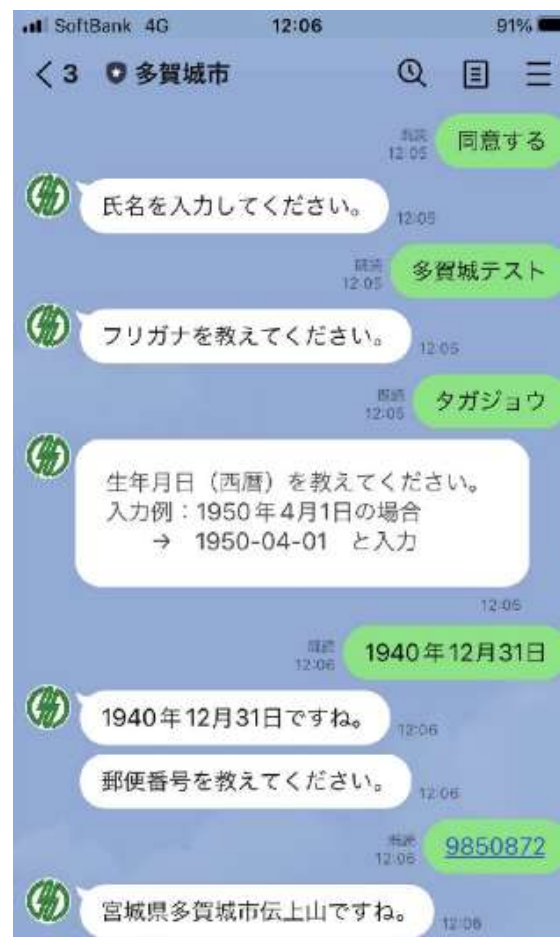 SoftBank 4G 12:06 91%
3 多賀城市
同意する
既読
12:05
氏名を入力してください。
12:05
多賀城テスト
既読
12:05
フリガナを教えてください。
12:05
タガジョウ
既読
12:05
生年月日（西暦）を教えてください。
入力例：1950年4月1日の場合
→ 1950-04-01 と入力
12:05
1940年12月31日
既読
12:06
1940年12月31日ですね。
12:06
郵便番号を教えてください。
12:06
9850872
既読
12:06
宮城県多賀城市伝上山ですね。
12:06